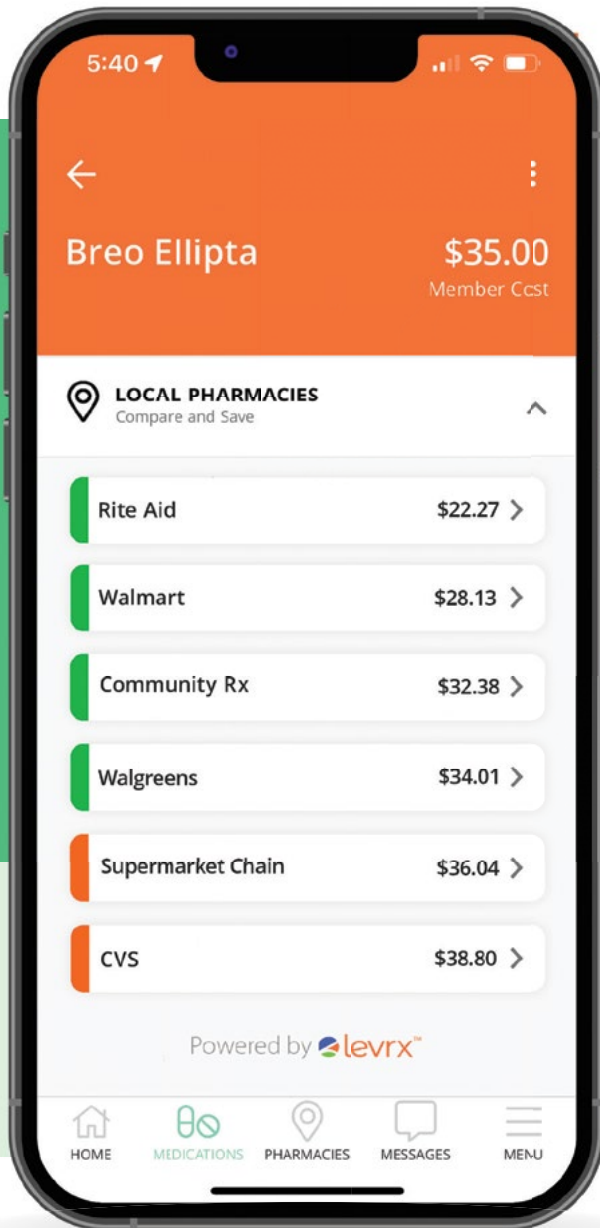 5:40
Breo Ellipta
$35.00
Member Cost
LOCAL PHARMACIES
Compare and Save
Rite Aid $22.27
Walmart $28.13
Community Rx $32.38
Walgreens $34.01
Supermarket Chain $36.04
CVS $38.80
Powered by levrx™
HOME MEDICATIONS PHARMACIES MESSAGES MENU